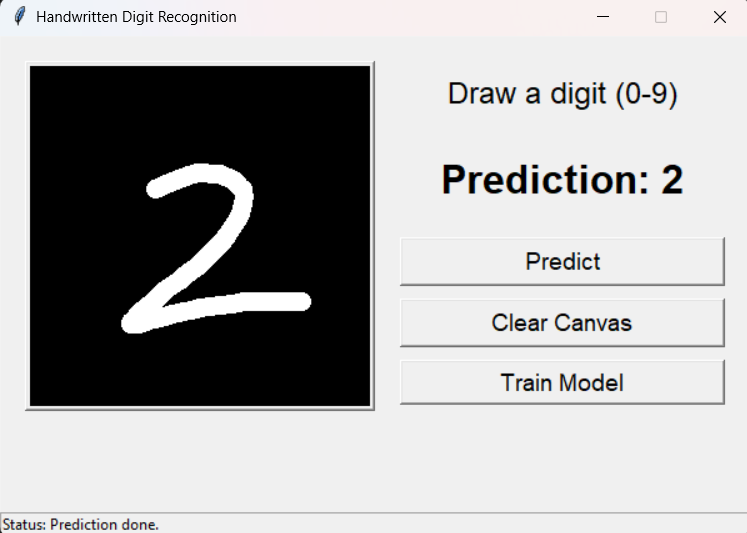 Handwritten Digit Recognition
2
Draw a digit (0-9)
Prediction: 2
Predict
Clear Canvas
Train Model
Status: Prediction done.